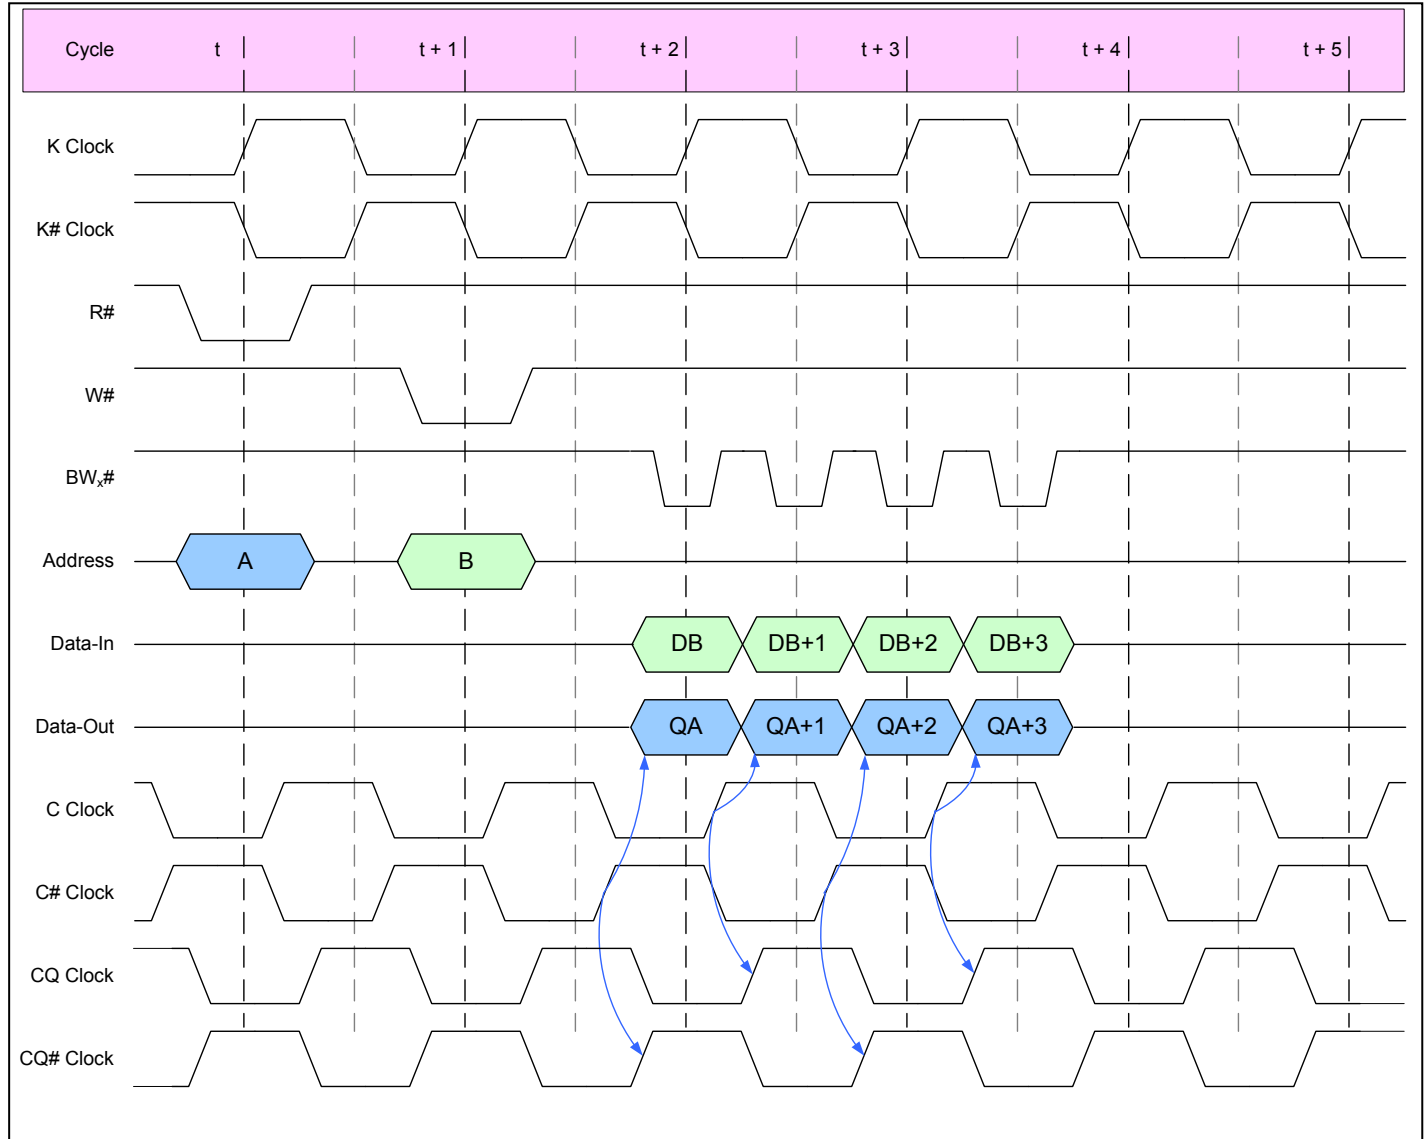 Cycle t t + 1 t + 2 t + 3 t + 4 t + 5
K Clock
K# Clock
R#
W#
BWx#
Address A B
Data-In DB DB+1 DB+2 DB+3
Data-Out QA QA+1 QA+2 QA+3
C Clock
C# Clock
CQ Clock
CQ# Clock